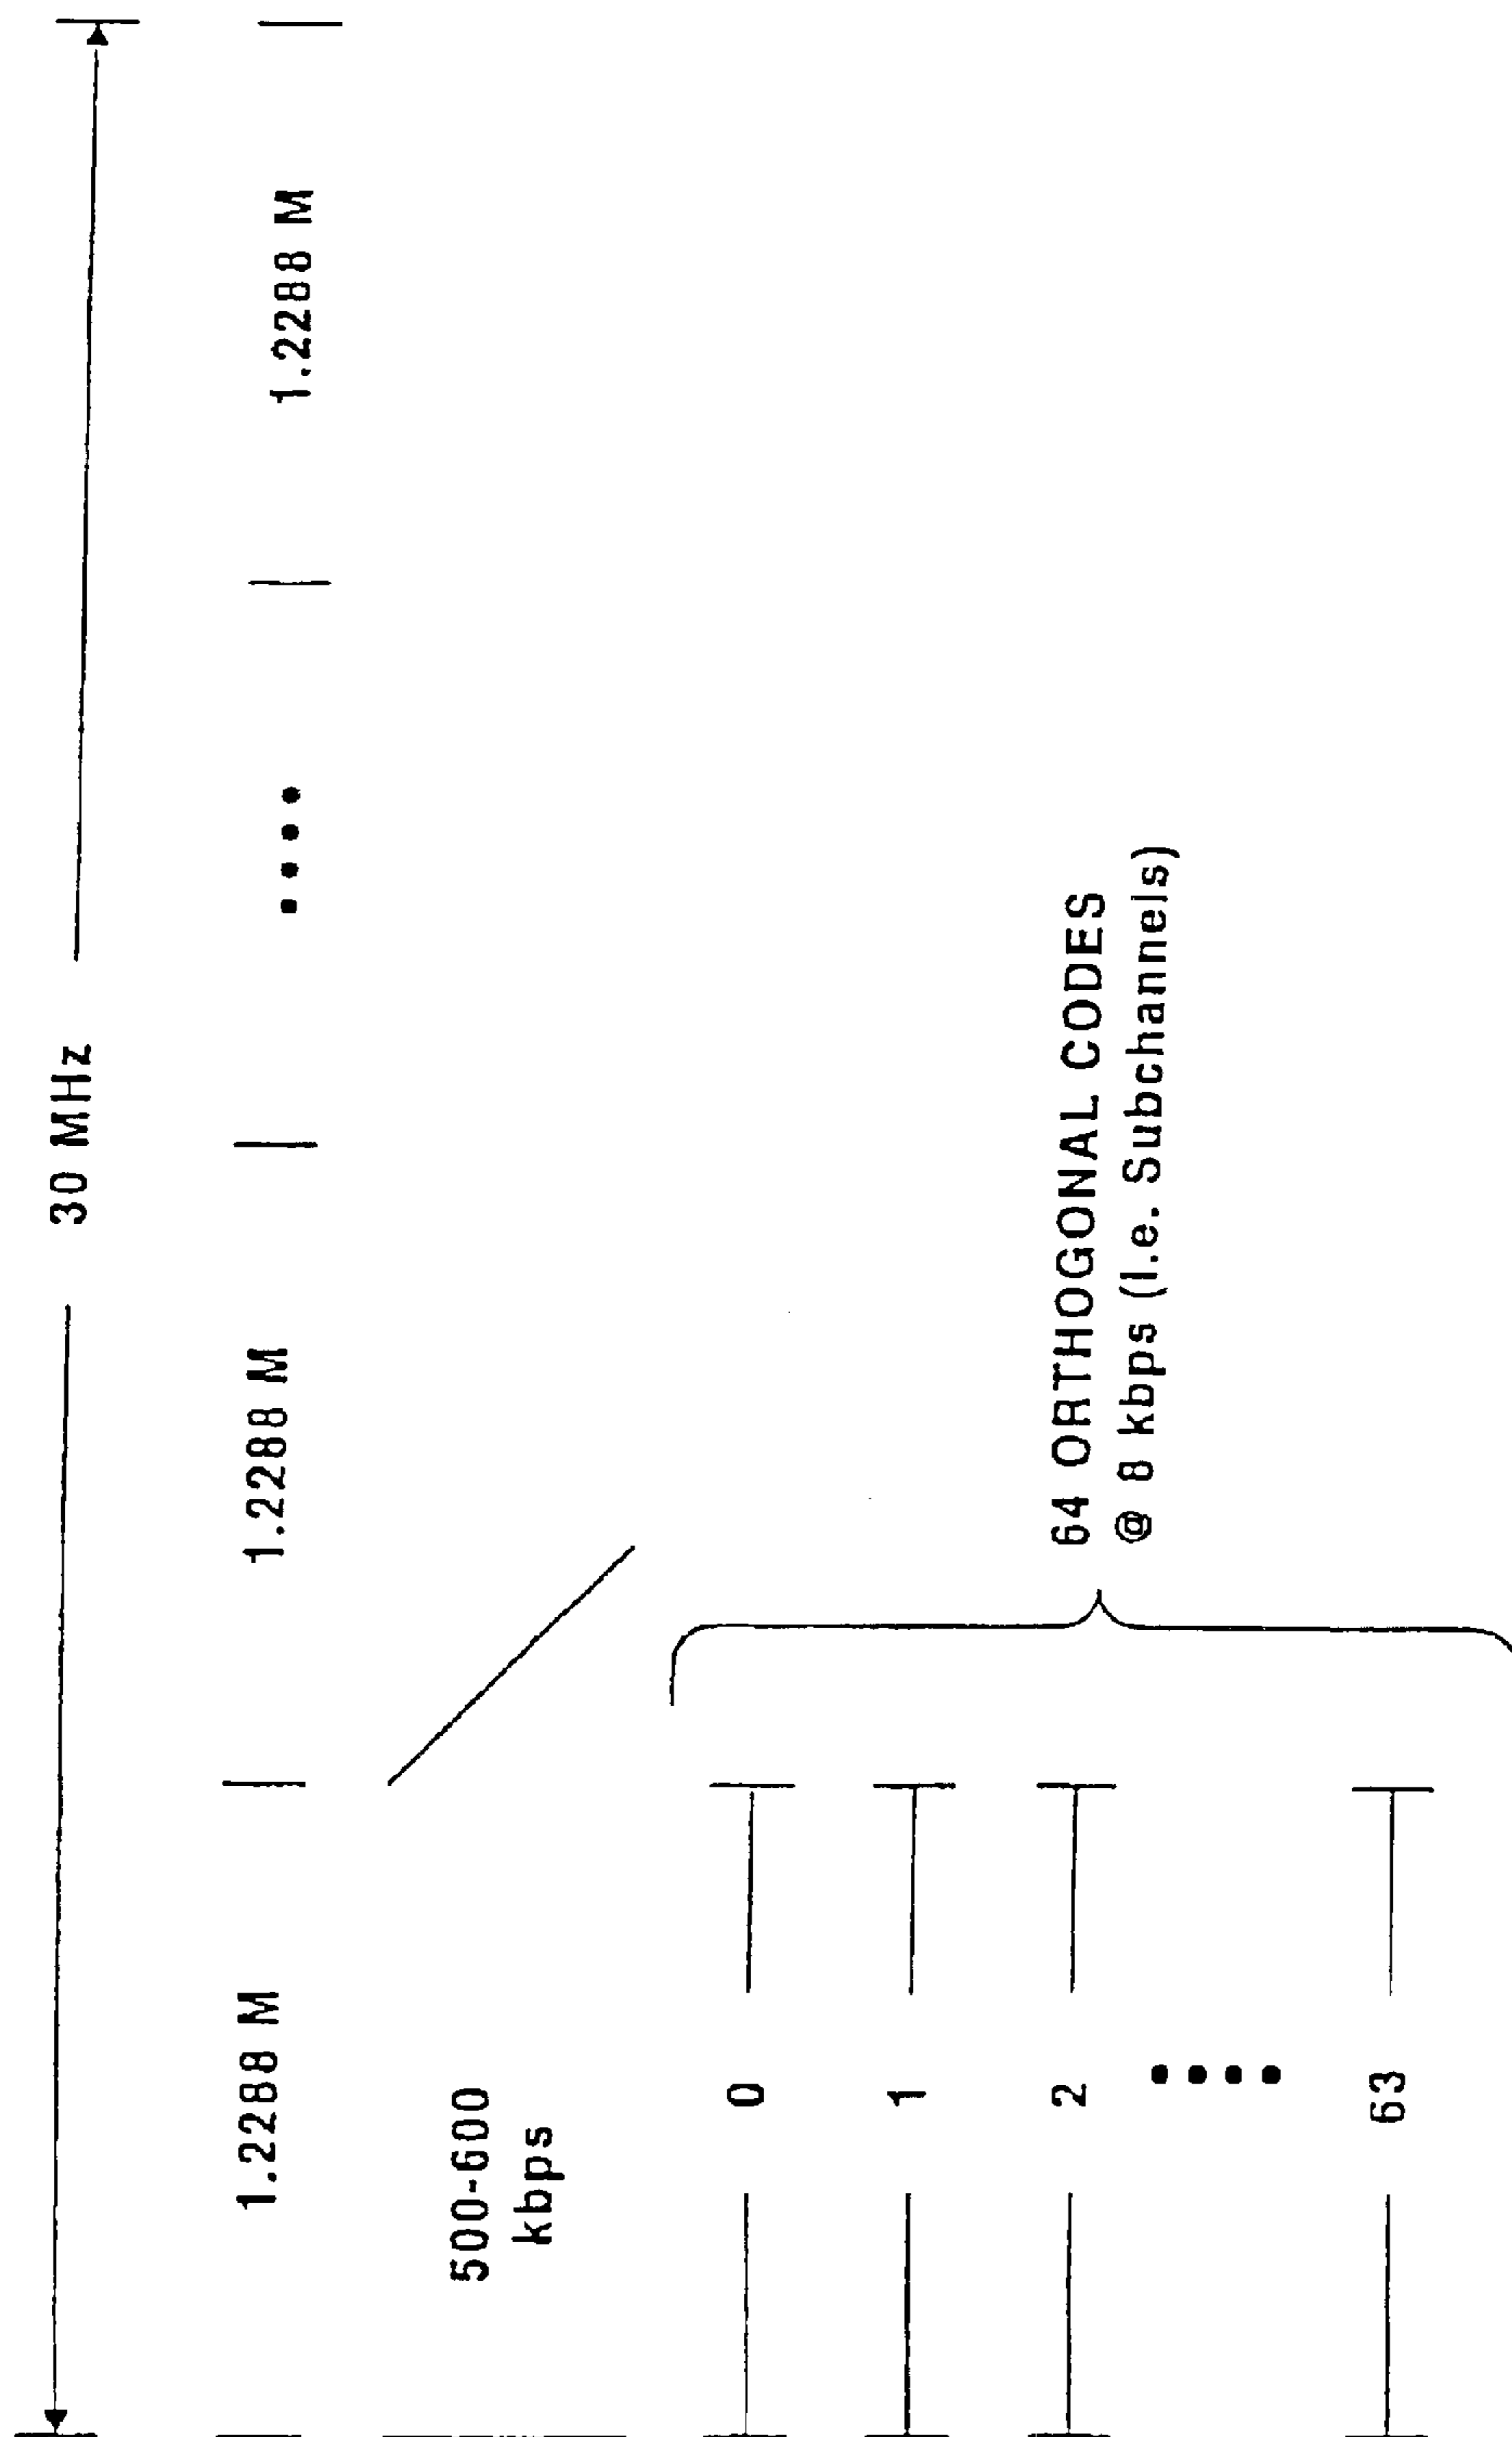 30 MHz
1.2288 M
1.2288 M
1.2288 M
500-600
kbps
0
1
2
63
64 ORTHOGONAL CODES
@ 8 kbps (I.e. Subchannels)